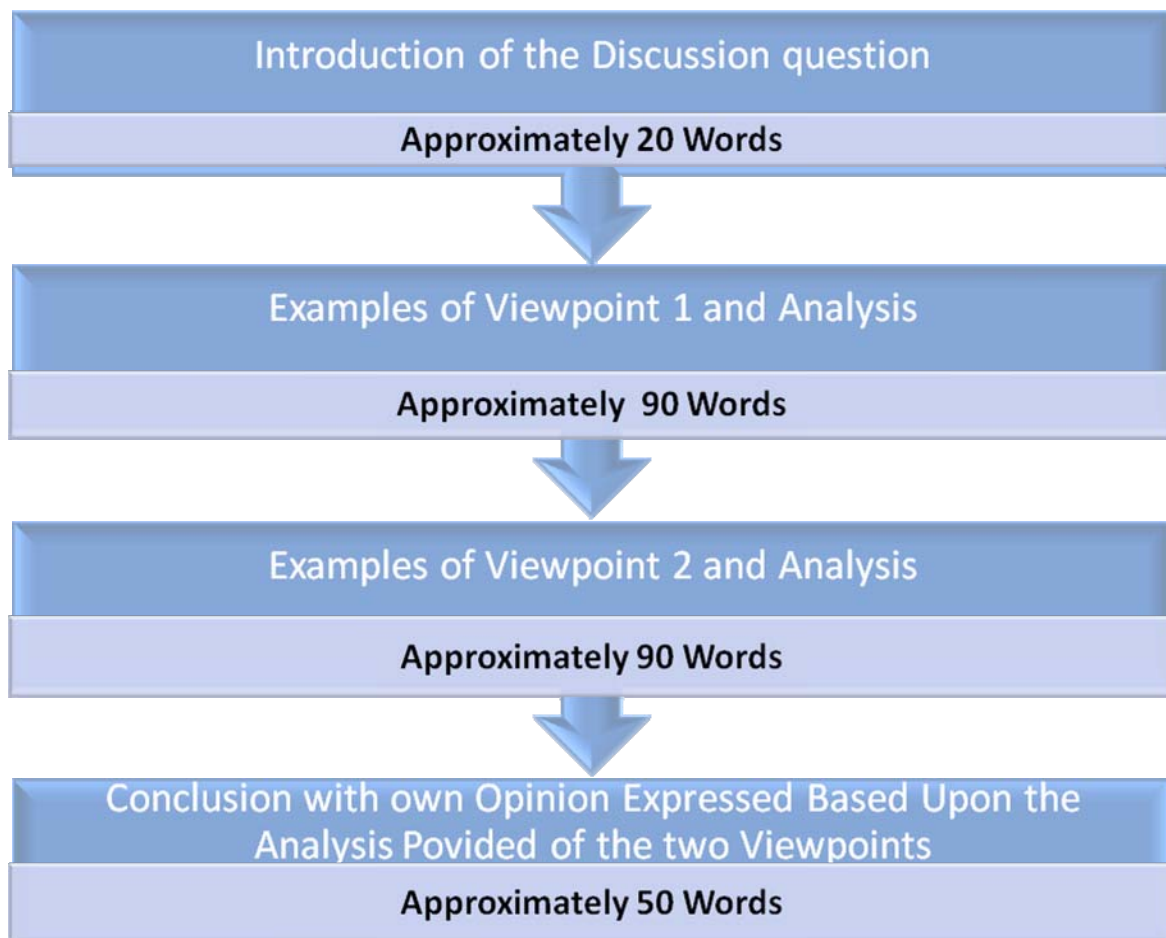 Introduction of the Discussion question
Approximately 20 Words
Examples of Viewpoint 1 and Analysis
Approximately  90 Words
Examples of Viewpoint 2 and Analysis
Approximately 90 Words
Conclusion with own Opinion Expressed Based Upon the
Analysis Povided of the two Viewpoints
Approximately 50 Words